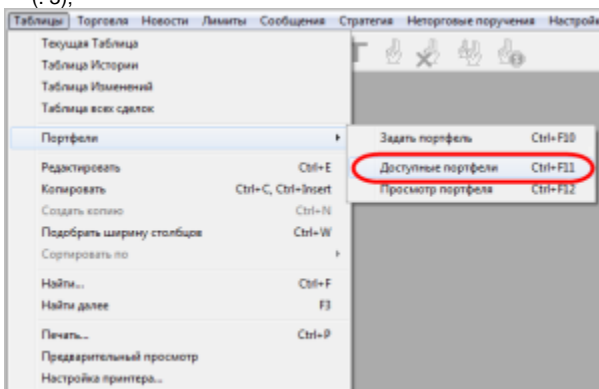 (. 3),
Таблицы Торговля Новости Лимиты Сообщения Стратегия Неторговые поручения Настройк
Текущая Таблица
Таблица Истории
Таблица Изменений
Таблица всех сделок
Портфели
Задать портфель Ctrl+F10
Редактировать Ctrl+E
Доступные портфели Ctrl+F11
Копировать Ctrl+C, Ctrl+Insert
Просмотр портфеля Ctrl+F12
Создать копию Ctrl+N
Подобрать ширину столбцов Ctrl+W
Сортировать по
Найти... Ctrl+F
Найти далее F3
Печать... Ctrl+P
Предварительный просмотр
Настройка принтера...